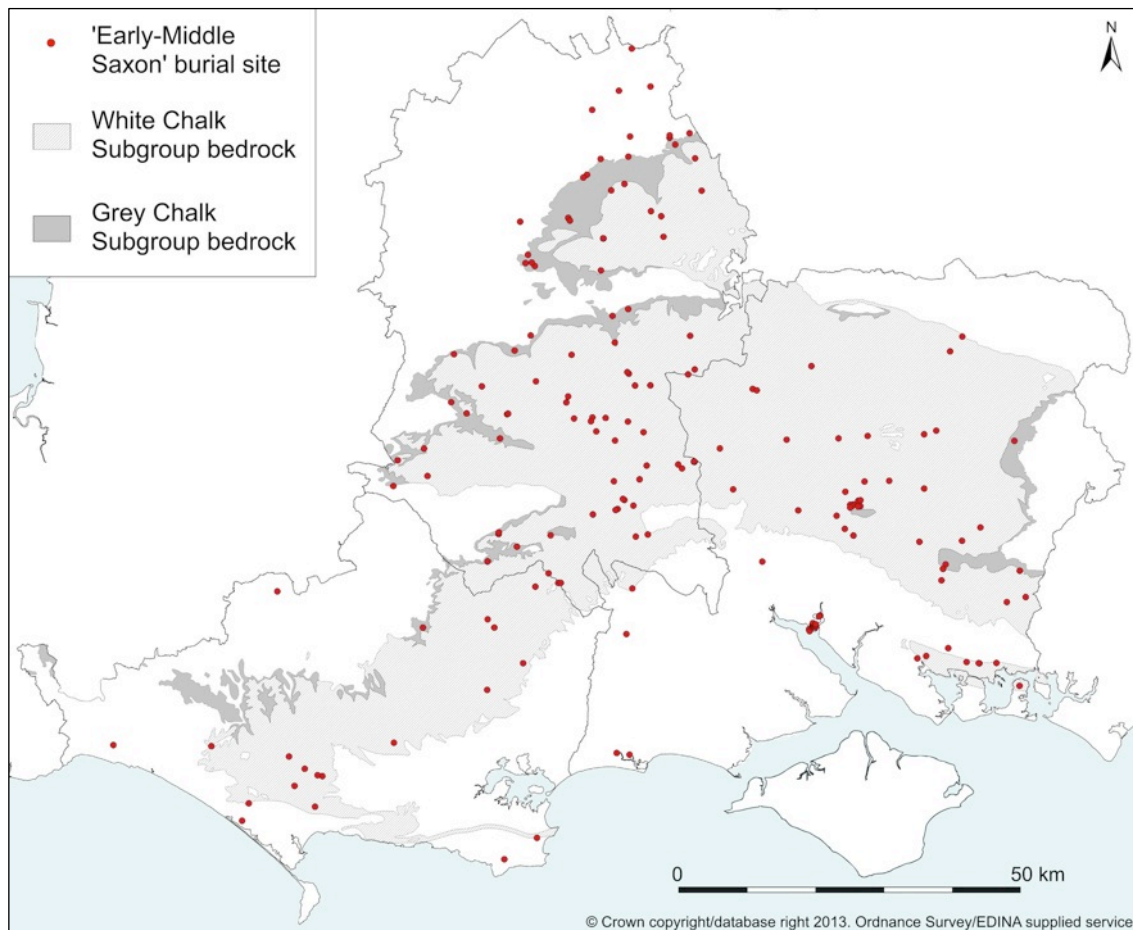 'Early-Middle
Saxon' burial site
White Chalk
Subgroup bedrock
Grey Chalk
Subgroup bedrock
N
0
50 km
© Crown copyright/database right 2013. Ordnance Survey/EDINA supplied service